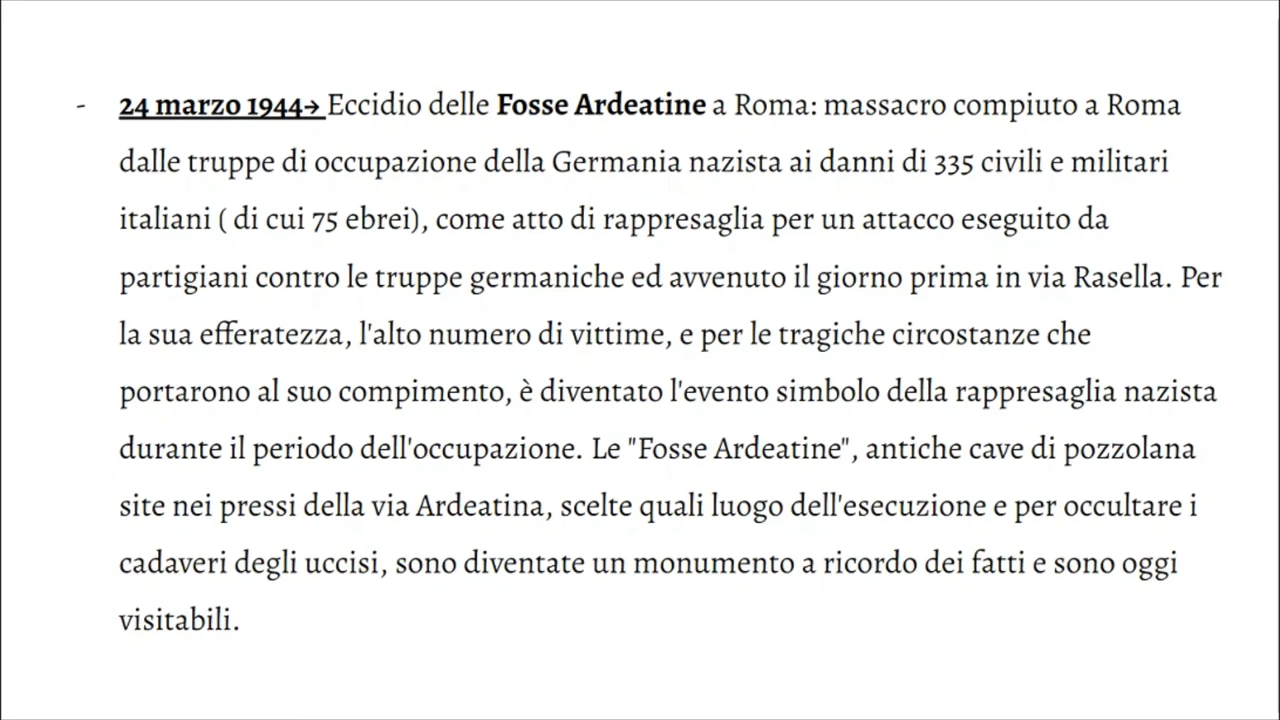 - 24 marzo 1944→ Eccidio delle Fosse Ardeatine a Roma: massacro compiuto a Roma
dalle truppe di occupazione della Germania nazista ai danni di 335 civili e militari
italiani ( di cui 75 ebrei), come atto di rappresaglia per un attacco eseguito da
partigiani contro le truppe germaniche ed avvenuto il giorno prima in via Rasella. Per
la sua efferatezza, l'alto numero di vittime, e per le tragiche circostanze che
portarono al suo compimento, è diventato l'evento simbolo della rappresaglia nazista
durante il periodo dell'occupazione. Le "Fosse Ardeatine", antiche cave di pozzolana
site nei pressi della via Ardeatina, scelte quali luogo dell'esecuzione e per occultare i
cadaveri degli uccisi, sono diventate un monumento a ricordo dei fatti e sono oggi
visitabili.